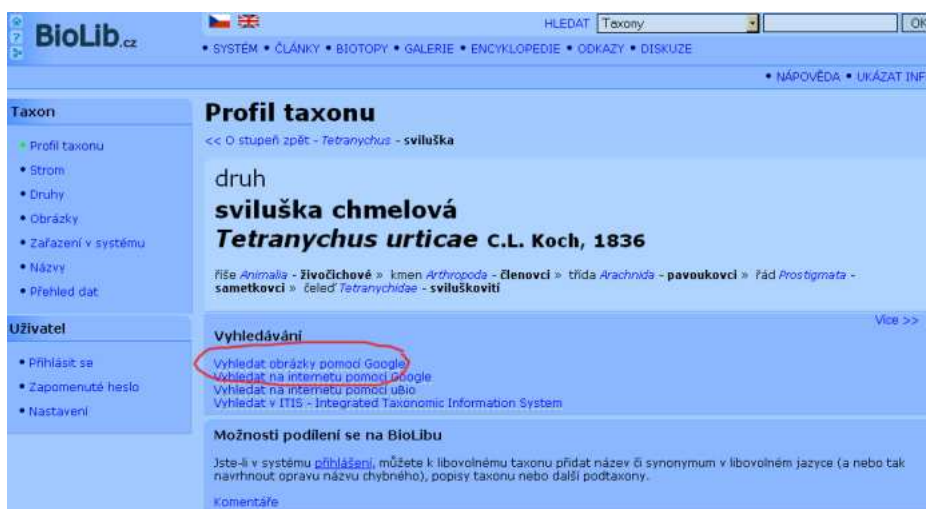 BioLib.cz
HLEDAT Taxony OK
• SYSTÉM • ČLÁNKY • BIOTOPY • GALERIE • ENCYKLOPEDIE • ODKAZY • DISKUZE
• NÁPOVĚDA • UKÁZAT INF
Taxon
• Profil taxonu
• Strom
• Druhy
• Obrázky
• Zařazení v systému
• Názvy
• Přehled dat
Uživatel
• Přihlásit se
• Zapomenuté heslo
• Nastavení
Profil taxonu
<< O stupeň zpět - Tetranychus - sviluška
druh
sviluška chmelová
Tetranychus urticae C.L. Koch, 1836
říše Animalia - živočichové » kmen Arthropoda - členovci » třída Arachnida - pavoukovci » řád Prostigmata -
sametkovci » čeleď Tetranychidae - sviluškovití
Více >>
Vyhledávání
Vyhledat obrázky pomocí Google
Vyhledat na internetu pomocí Google
Vyhledat na internetu pomocí uBio
Vyhledat v ITIS - Integrated Taxonomic Information System
Možnosti podílení se na BioLibu
Jste-li v systému přihlášeni, můžete k libovolnému taxonu přidat název či synonymum v libovolném jazyce (a nebo tak
navrhnout opravu názvu chybného), popisy taxonu nebo další podtaxony.
Komentáře